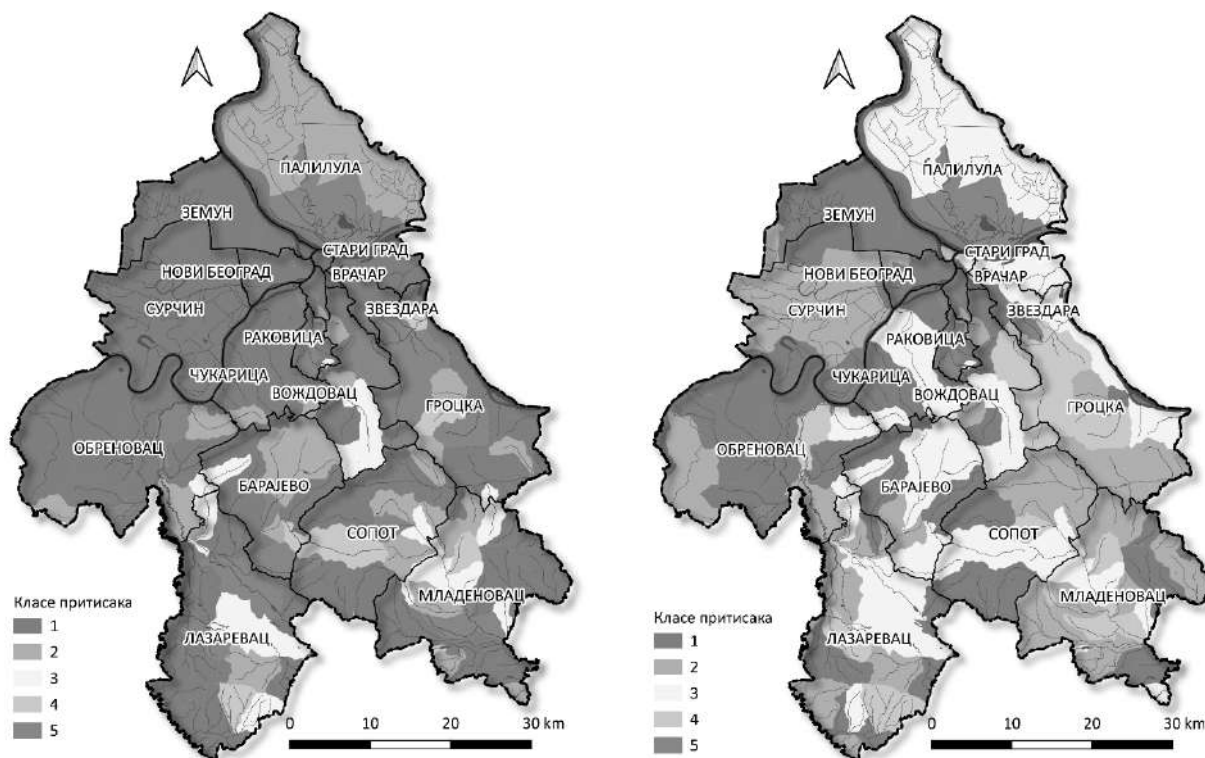 ПАЛИЛУЛА
ЗЕМУН
СТАРИ ГРАД
НОВИ БЕОГРАД
ВРАЧАР
СУРЧИН
ЗВЕЗДАРА
РАКОВИЦА
ЧУКАРИЦА
ВОЖДОВАЦ
ГРОЦКА
ОБРЕНОВАЦ
БАРАЈЕВО
СОПОТ
МЛАДЕНОВАЦ
ЛАЗАРЕВАЦ
Класе притисака
1
2
3
4
5
0 10 20 30 km
ПАЛИЛУЛА
ЗЕМУН
СТАРИ ГРАД
НОВИ БЕОГРАД
ВРАЧАР
СУРЧИН
ЗВЕЗДАРА
РАКОВИЦА
ЧУКАРИЦА
ВОЖДОВАЦ
ГРОЦКА
ОБРЕНОВАЦ
БАРАЈЕВО
СОПОТ
МЛАДЕНОВАЦ
ЛАЗАРЕВАЦ
Класе притисака
1
2
3
4
5
0 10 20 30 km